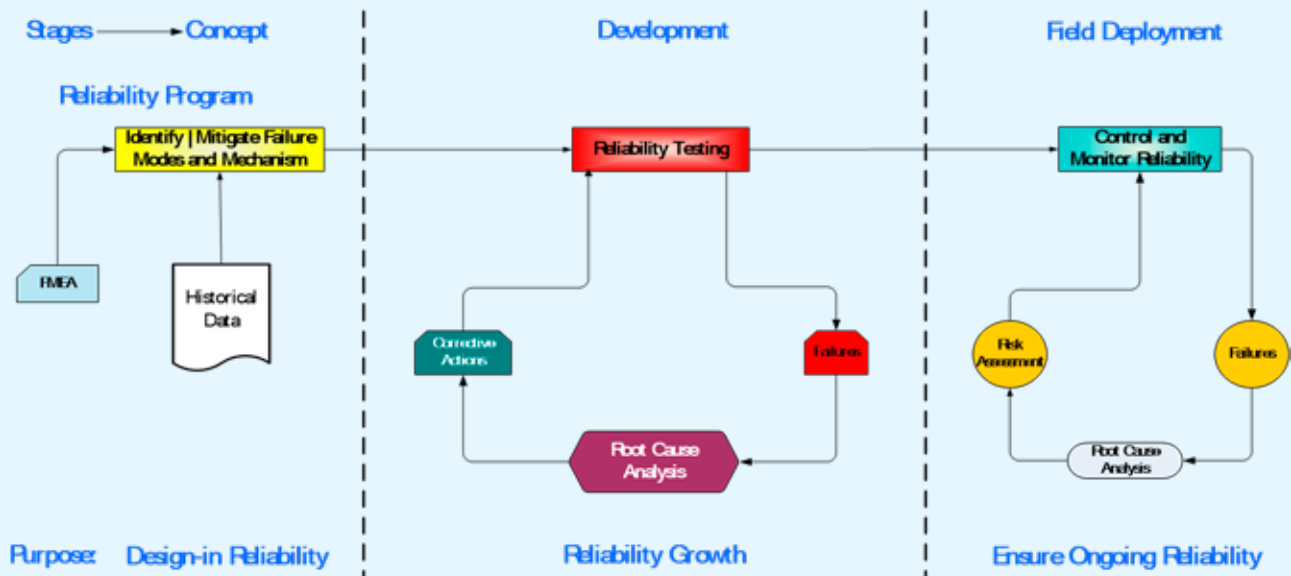 Stages
Concept
Development
Field Deployment
Reliability Program
Identify | Mitigate Failure
Modes and Mechanism
Reliability Testing
Control and
Monitor Reliability
FMEA
Historical
Data
Corrective
Actions
Failures
Risk
Assessment
Failures
Root Cause
Analysis
Root Cause
Analysis
Purpose:
Design-in Reliability
Reliability Growth
Ensure Ongoing Reliability